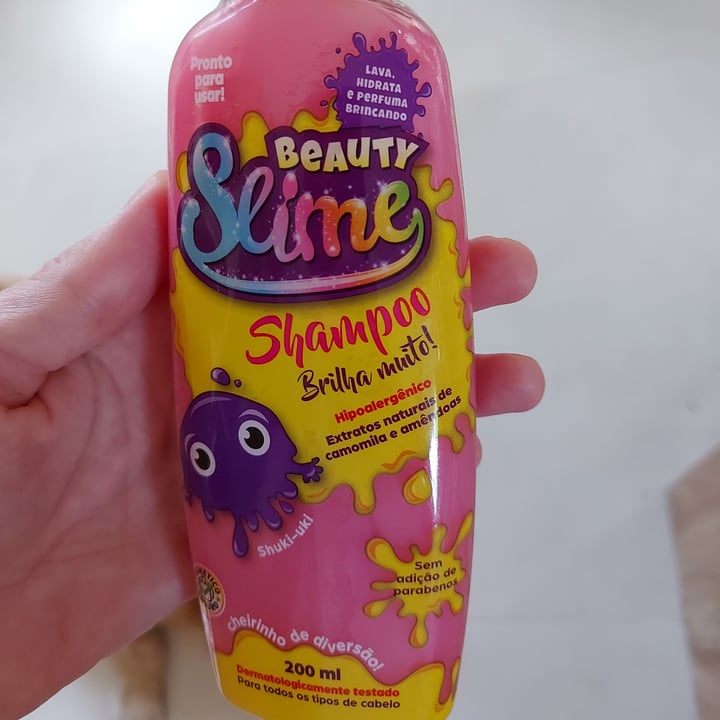 Pronto
para
usar!
LAVA,
HIDRATA
E PERFUMA
BRINCANDO
BEAUTY
Slime
Shampoo
Brilha muito!
Hipoalergênico
Extratos naturais de
camomila e amêndoas
Shuki-uki
Sem
adição de
parabenos
cheirinho de diversão!
200 ml
Dermatologicamente testado
Para todos os tipos de cabelo